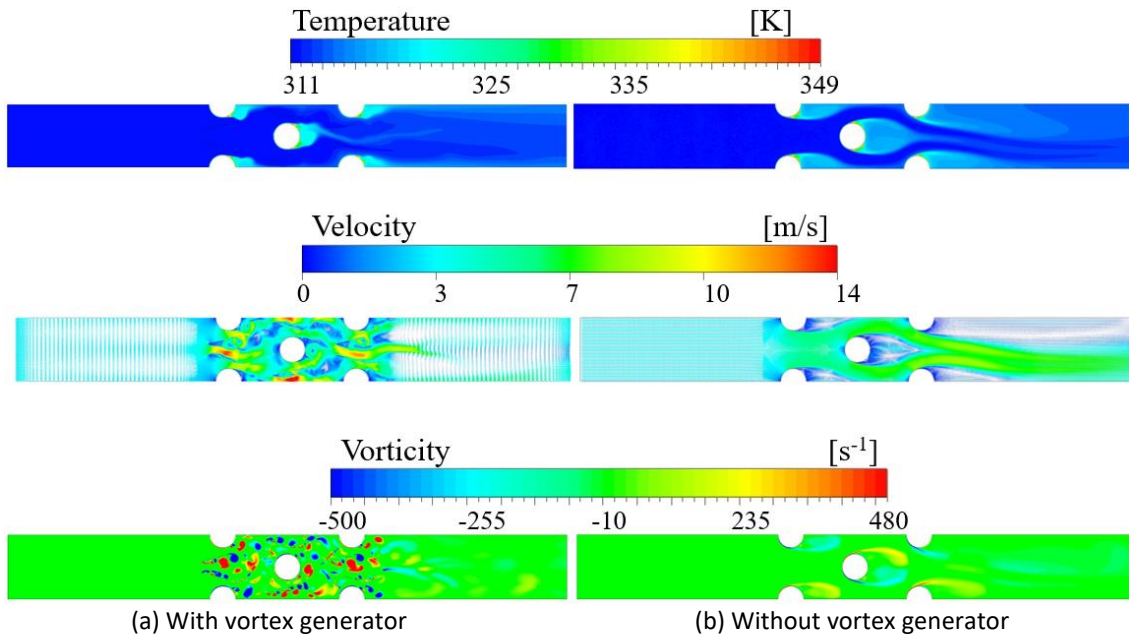 Temperature [K]
311 325 335 349
Velocity [m/s]
0 3 7 10 14
Vorticity [s⁻¹]
-500 -255 -10 235 480
(a) With vortex generator (b) Without vortex generator